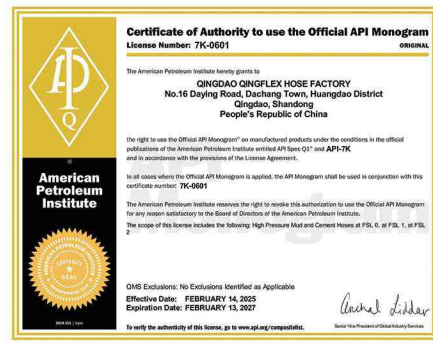 Certificate of Authority to use the Official API Monogram
License Number: 7K-0601
ORIGINAL
The American Petroleum Institute hereby grants to
QINGDAO QINGFLEX HOSE FACTORY
No.16 Daying Road, Dachang Town, Huangdao District
Qingdao, Shandong
People's Republic of China
the right to use the Official API Monogram® on manufactured products under the conditions in the official
publications of the American Petroleum Institute entitled API Spec Q1® and API-7K
and in accordance with the provisions of the License Agreement.
In all cases where the Official API Monogram is applied, the API Monogram shall be used in conjunction with this
certificate number: 7K-0601
The American Petroleum Institute reserves the right to revoke this authorization to use the Official API Monogram
for any reason satisfactory to the Board of Directors of the American Petroleum Institute.
The scope of this license includes the following: High Pressure Mud and Cement Hoses at FSL 0, at FSL 1, at FSL
2
QMS Exclusions: No Exclusions Identified as Applicable
Effective Date: FEBRUARY 14, 2025
Expiration Date: FEBRUARY 13, 2027
To verify the authenticity of this license, go to www.api.org/compositelist.
Anchal Liddar
Senior Vice President of Global Industry Services
API
Q
®
American
Petroleum
Institute
CORPORATE
SEAL